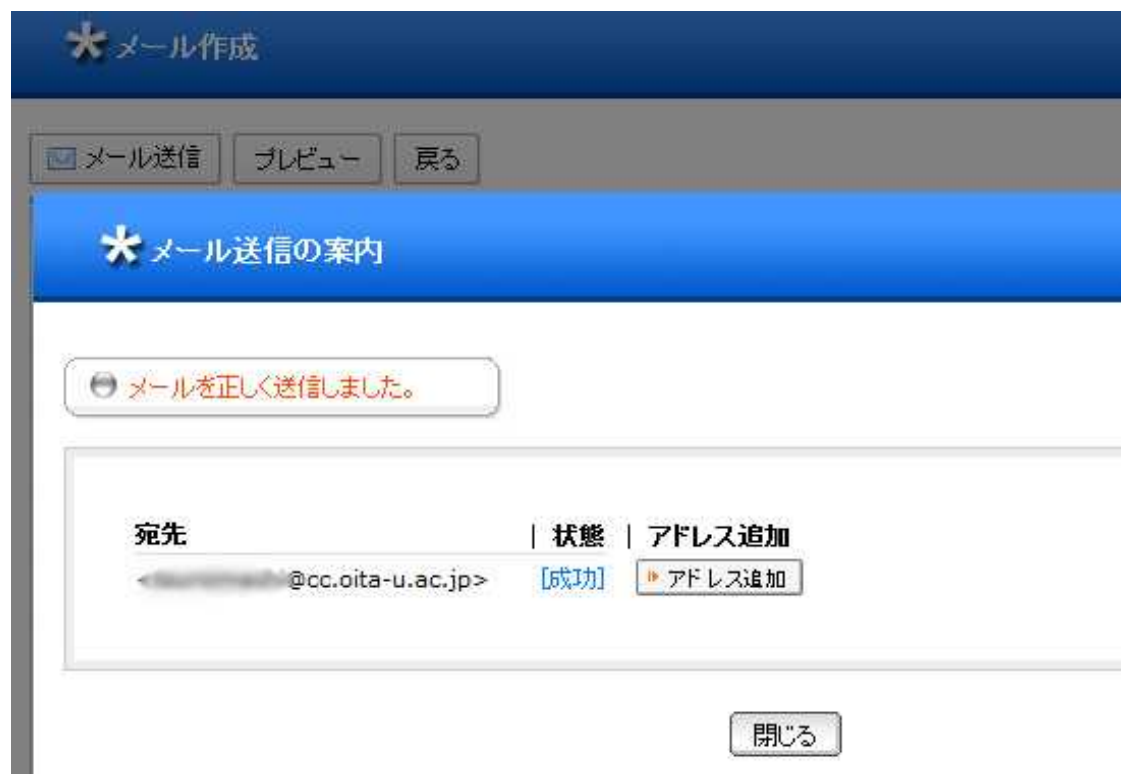 メール作成
メール送信 プレビュー 戻る
メール送信の案内
メールを正しく送信しました。
宛先 | 状態 | アドレス追加
@cc.oita-u.ac.jp> [成功] アドレス追加
閉じる